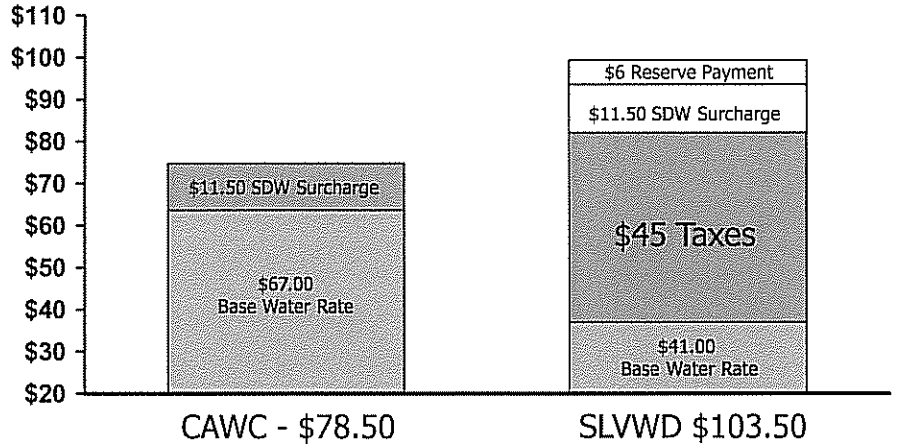 $110
$100
$90
$80
$70
$60
$50
$40
$30
$20
$11.50 SDW Surcharge
$67.00
Base Water Rate
$6 Reserve Payment
$11.50 SDW Surcharge
$45 Taxes
$41.00
Base Water Rate
CAWC - $78.50
SLVWD $103.50